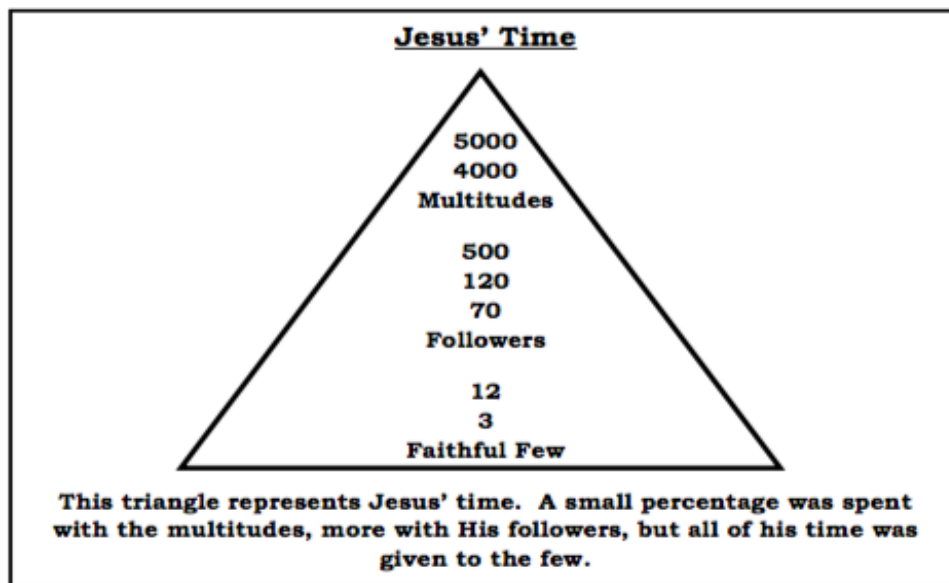 Jesus' Time
5000
4000
Multitudes
500
120
70
Followers
12
3
Faithful Few
This triangle represents Jesus' time. A small percentage was spent
with the multitudes, more with His followers, but all of his time was
given to the few.